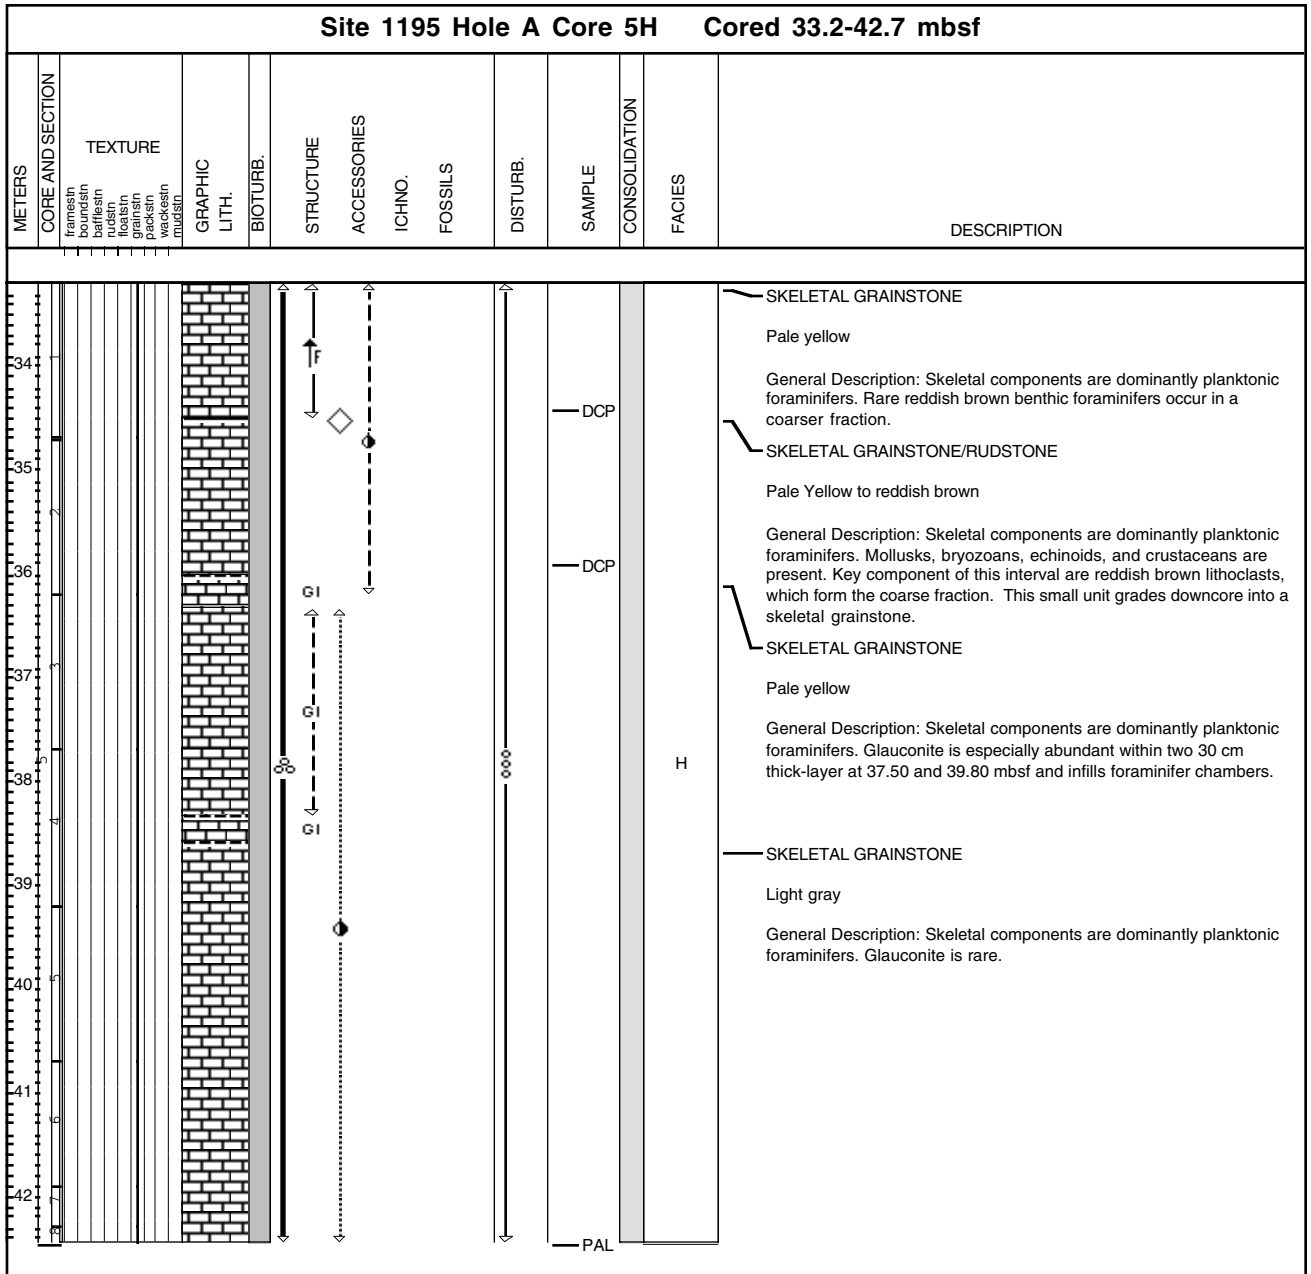 Site 1195 Hole A Core 5H Cored 33.2-42.7 mbsf
METERS
CORE AND SECTION
TEXTURE
framestn
boundstn
bafflestn
rudstn
floatstn
grainstn
packstn
wackestn
mudstn
GRAPHIC
LITH.
BIOTURB.
STRUCTURE
ACCESSORIES
ICHNO.
FOSSILS
DISTURB.
SAMPLE
CONSOLIDATION
FACIES
DESCRIPTION
34
35
36
37
38
39
40
41
42
5
1
2
3
4
5
6
7
8
F
GI
GI
GI
DCP
DCP
PAL
H
SKELETAL GRAINSTONE
Pale yellow
General Description: Skeletal components are dominantly planktonic
foraminifers. Rare reddish brown benthic foraminifers occur in a
coarser fraction.
SKELETAL GRAINSTONE/RUDSTONE
Pale Yellow to reddish brown
General Description: Skeletal components are dominantly planktonic
foraminifers. Mollusks, bryozoans, echinoids, and crustaceans are
present. Key component of this interval are reddish brown lithoclasts,
which form the coarse fraction. This small unit grades downcore into a
skeletal grainstone.
SKELETAL GRAINSTONE
Pale yellow
General Description: Skeletal components are dominantly planktonic
foraminifers. Glauconite is especially abundant within two 30 cm
thick-layer at 37.50 and 39.80 mbsf and infills foraminifer chambers.
SKELETAL GRAINSTONE
Light gray
General Description: Skeletal components are dominantly planktonic
foraminifers. Glauconite is rare.